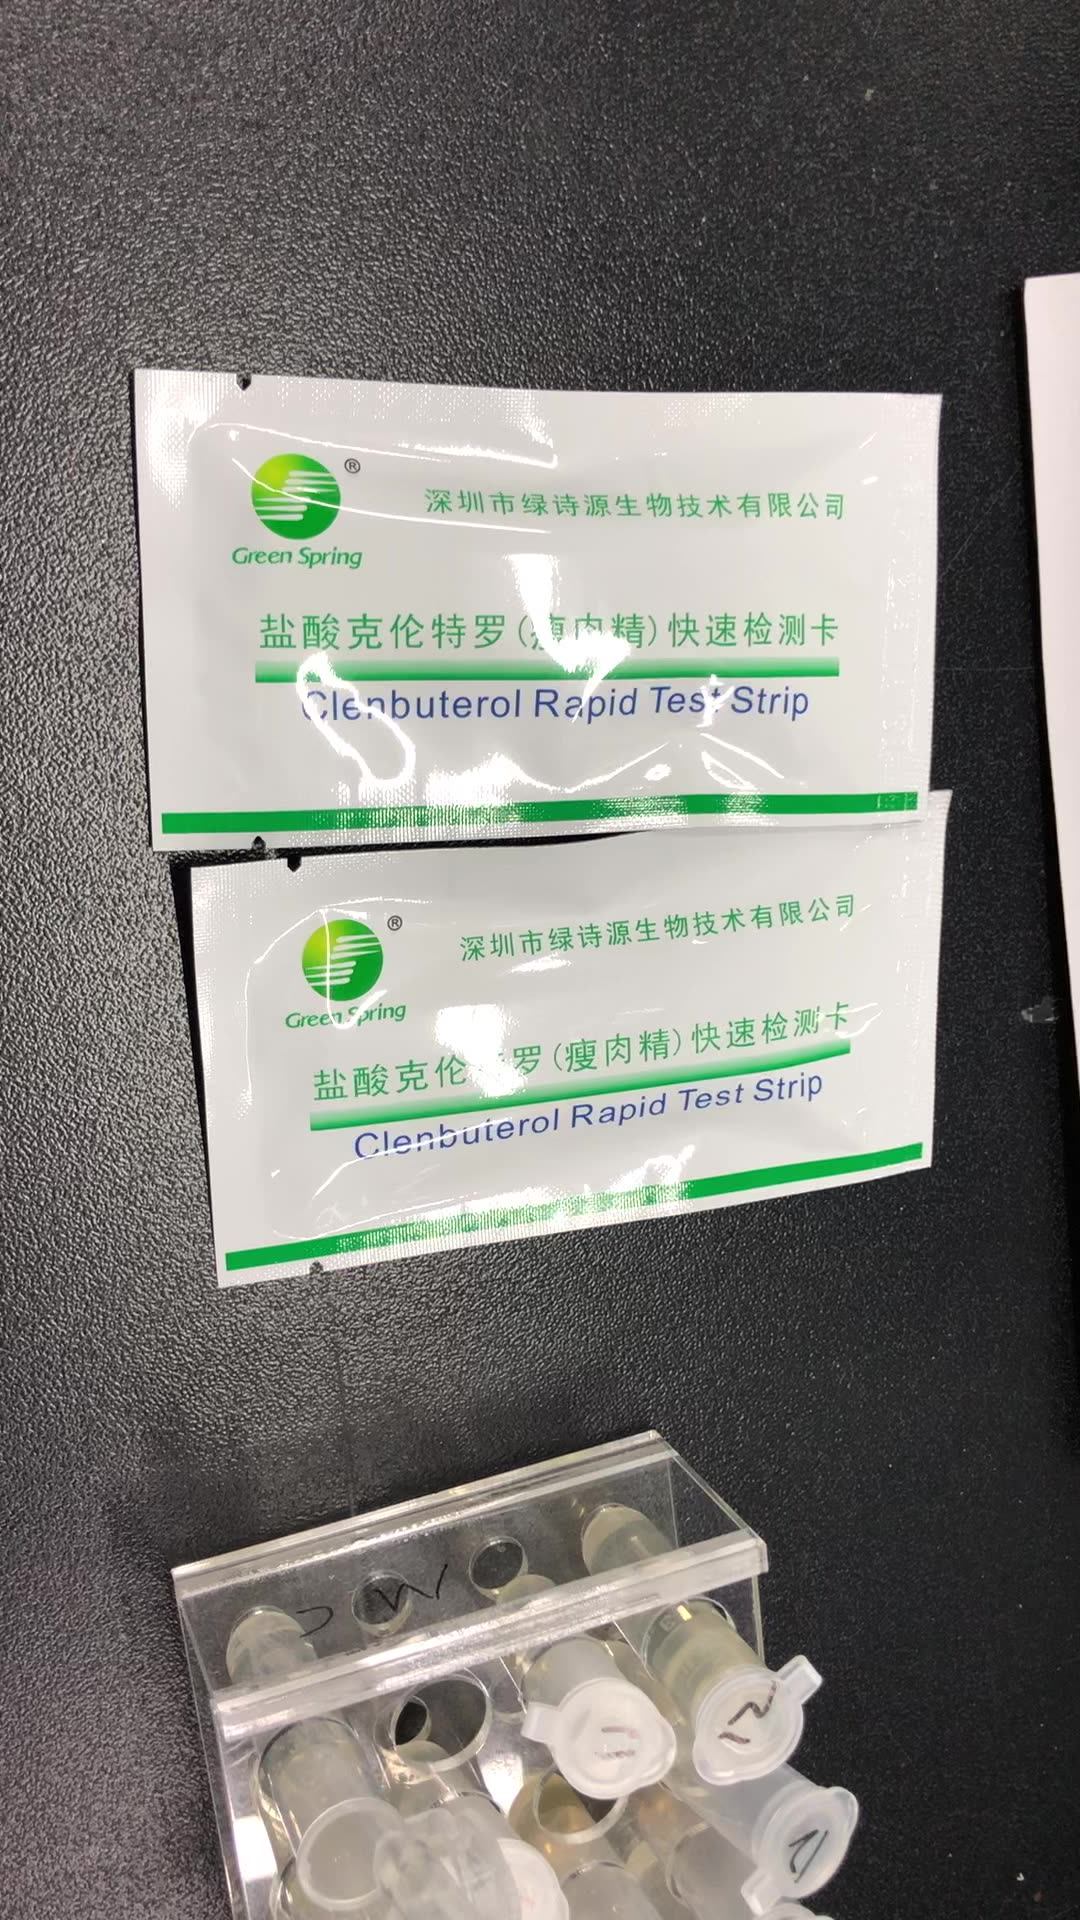 ®
深圳市绿诗源生物技术有限公司
Green Spring
盐酸克伦特罗(瘦肉精)快速检测卡
Clenbuterol Rapid Test Strip
®
深圳市绿诗源生物技术有限公司
Green Spring
盐酸克伦特罗(瘦肉精)快速检测卡
Clenbuterol Rapid Test Strip
11
12